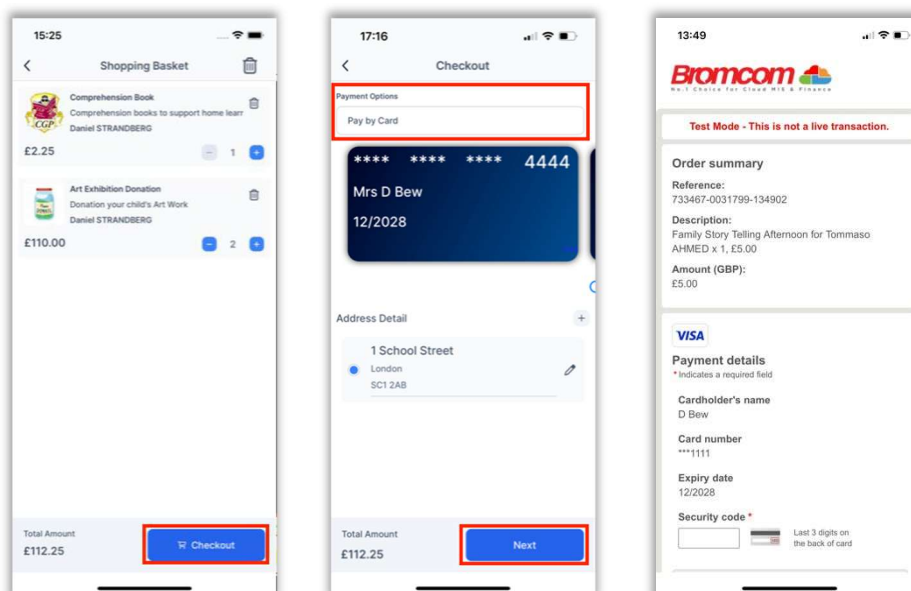 15:25
Shopping Basket
Comprehension Book
Comprehension books to support home learr
Daniel STRANDBERG
CGP
£2.25
1
Art Exhibition Donation
Donation your child's Art Work
Daniel STRANDBERG
£110.00
2
Total Amount
£112.25
Checkout
17:16
Checkout
Payment Options
Pay by Card
**** **** **** 4444
Mrs D Bew
12/2028
Address Detail
1 School Street
London
SC1 2AB
Total Amount
£112.25
Next
13:49
Bromcom
No.1 Choice for Cloud MIS & Finance
Test Mode - This is not a live transaction.
Order summary
Reference:
733467-0031799-134902
Description:
Family Story Telling Afternoon for Tommaso
AHMED x 1, £5.00
Amount (GBP):
£5.00
VISA
Payment details
* Indicates a required field
Cardholder's name
D Bew
Card number
***1111
Expiry date
12/2028
Security code *
Last 3 digits on
the back of card